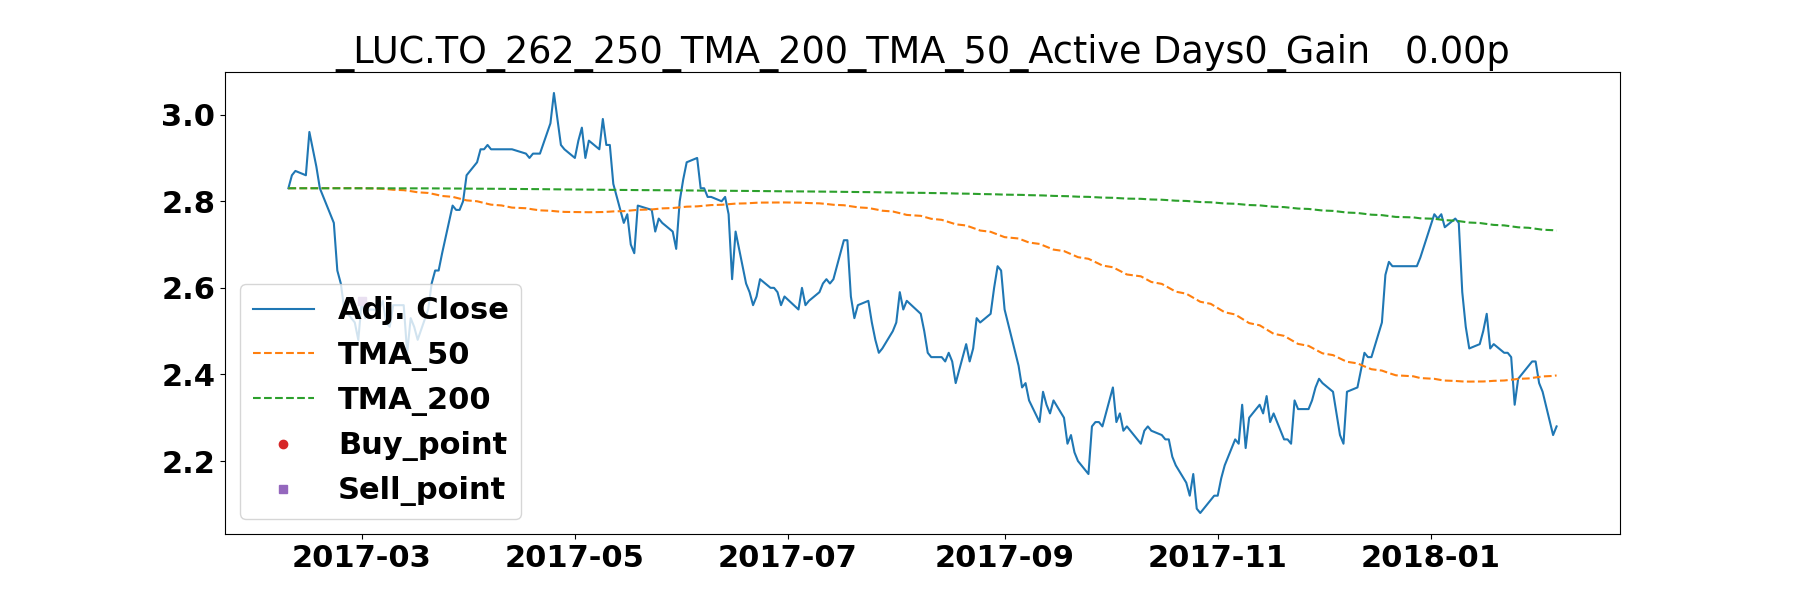 _LUC.TO_262_250_TMA_200_TMA_50_Active Days0_Gain   0.00p
3.0
2.8
2.6
2.4
2.2
Adj. Close
TMA_50
TMA_200
Buy_point
Sell_point
2017-03 2017-05 2017-07 2017-09 2017-11 2018-01